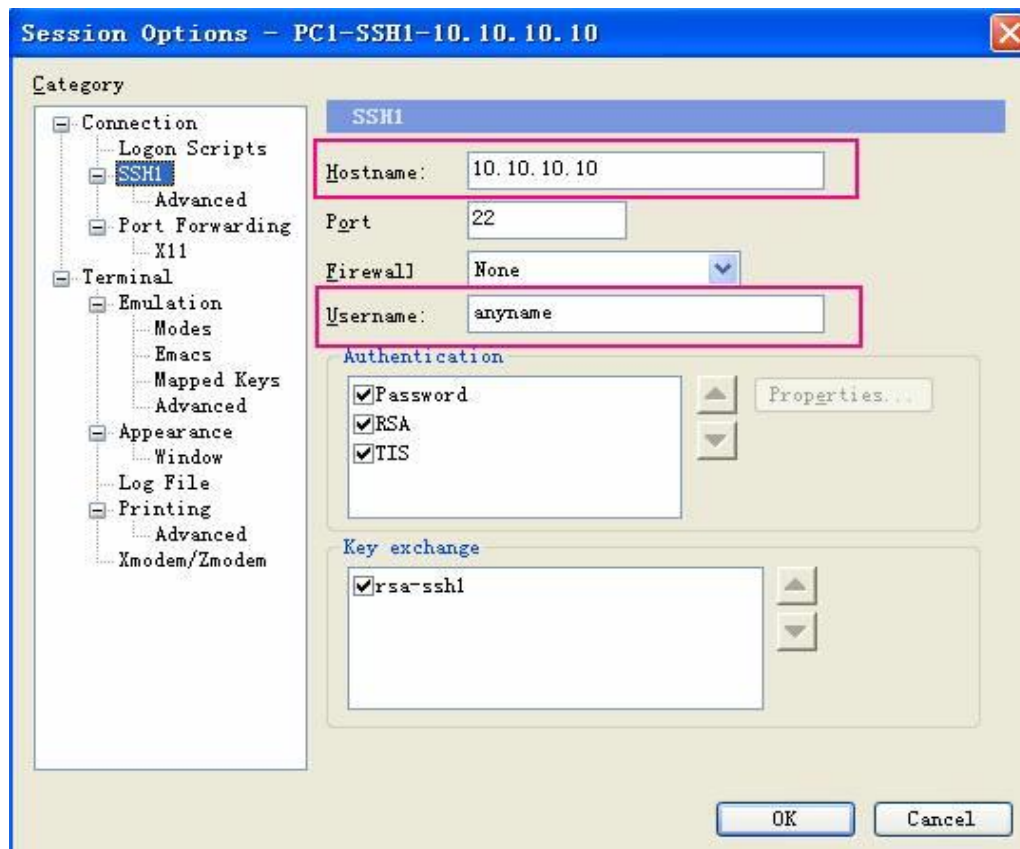 Session Options - PC1-SSH1-10.10.10.10
Category
Connection
Logon Scripts
SSH1
Advanced
Port Forwarding
X11
Terminal
Emulation
Modes
Emacs
Mapped Keys
Advanced
Appearance
Window
Log File
Printing
Advanced
Xmodem/Zmodem
SSH1
Hostname: 10.10.10.10
Port 22
Firewall None
Username: anyname
Authentication
Password
RSA
TIS
Properties...
Key exchange
rsa-ssh1
OK Cancel